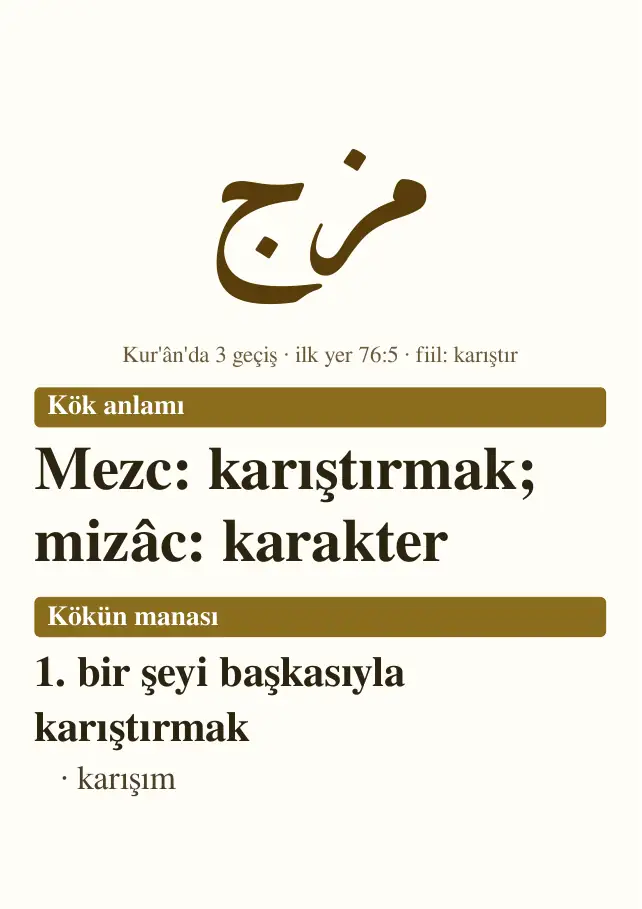 مزج
Kur'ân'da 3 geçiş · ilk yer 76:5 · fiil: karıştır
Kök anlamı
Mezc: karıştırmak;
mizâc: karakter
Kökün manası
1. bir şeyi başkasıyla
karıştırmak
· karışım